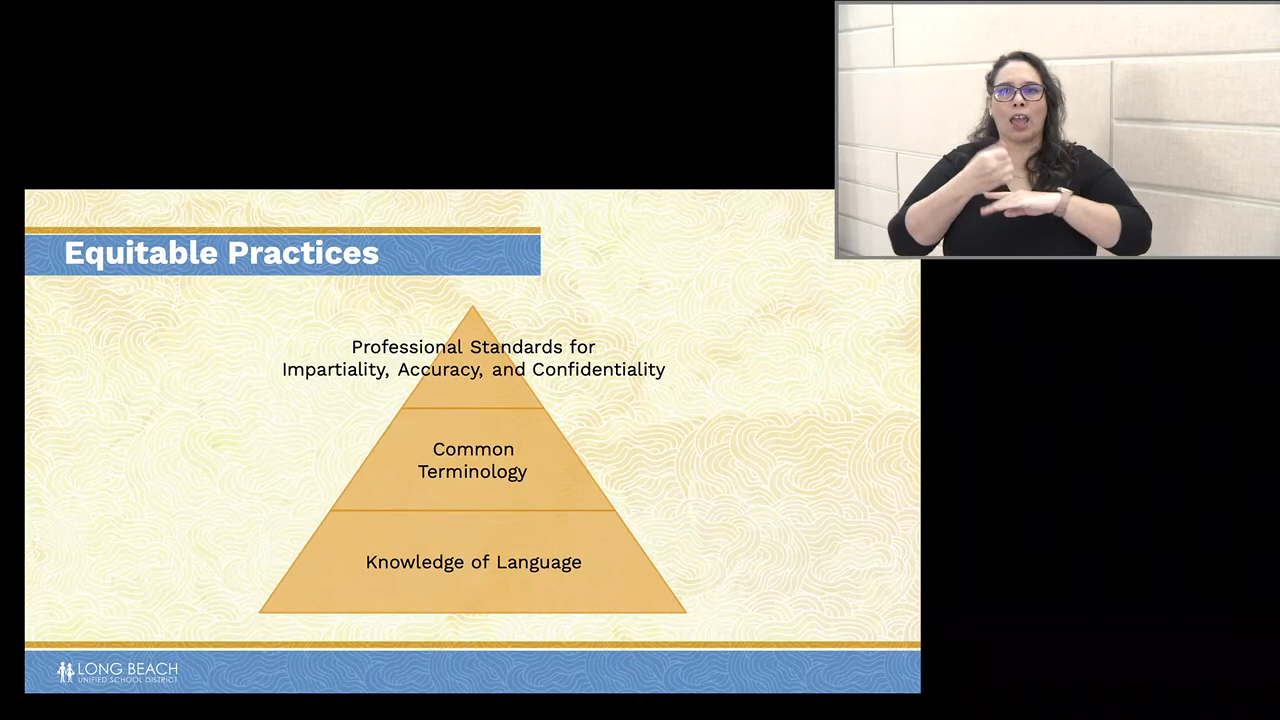 Equitable Practices
Professional Standards for
Impartiality, Accuracy, and Confidentiality
Common
Terminology
Knowledge of Language
LONG BEACH
UNIFIED SCHOOL DISTRICT